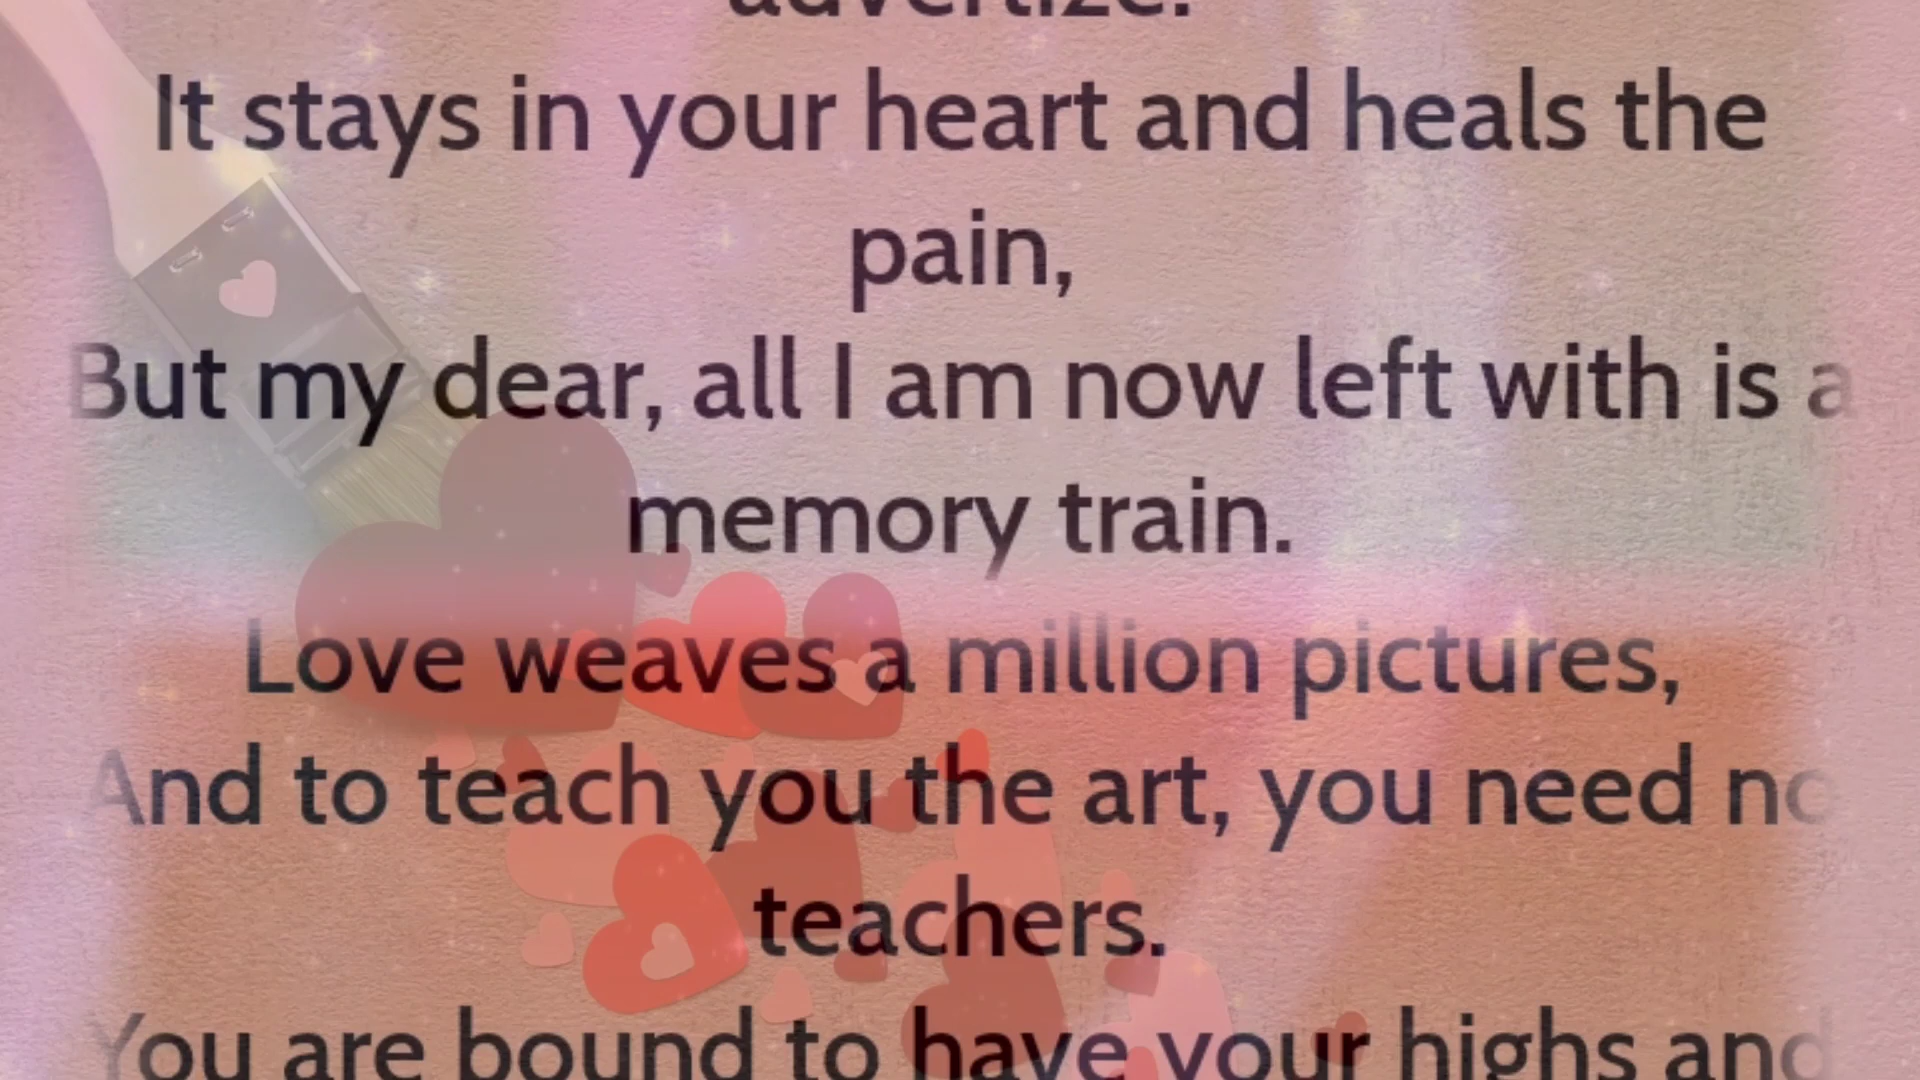 advertize.
It stays in your heart and heals the
pain,
But my dear, all I am now left with is a
memory train.
Love weaves a million pictures,
And to teach you the art, you need no
teachers.
You are bound to have your highs and